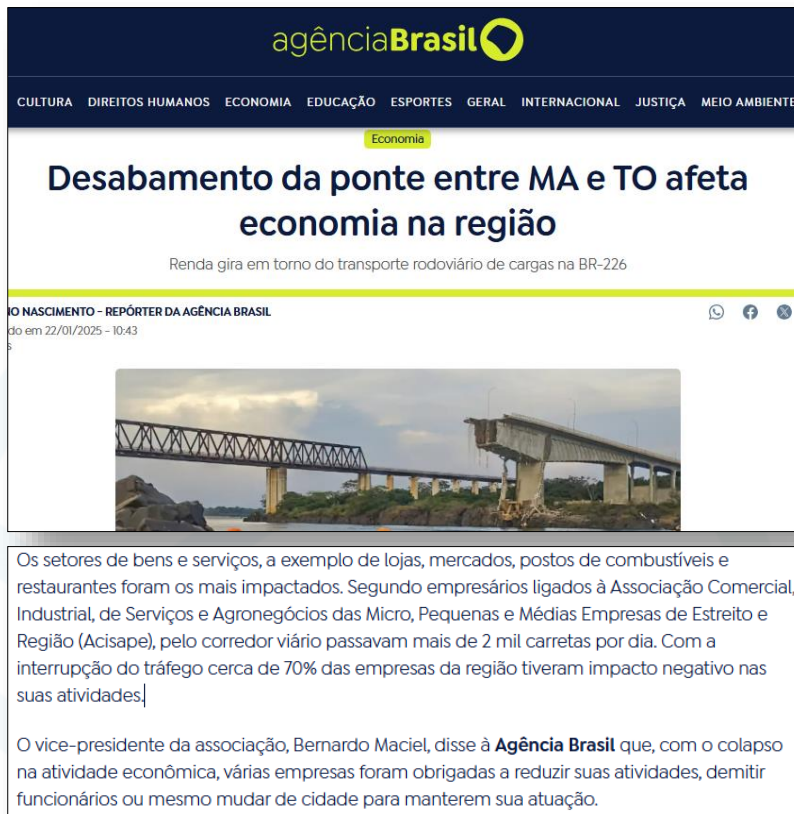 agênciaBrasil
CULTURA DIREITOS HUMANOS ECONOMIA EDUCAÇÃO ESPORTES GERAL INTERNACIONAL JUSTIÇA MEIO AMBIENTE
Economia
Desabamento da ponte entre MA e TO afeta
economia na região
Renda gira em torno do transporte rodoviário de cargas na BR-226
IO NASCIMENTO - REPÓRTER DA AGÊNCIA BRASIL
do em 22/01/2025 - 10:43
s
Os setores de bens e serviços, a exemplo de lojas, mercados, postos de combustíveis e
restaurantes foram os mais impactados. Segundo empresários ligados à Associação Comercial,
Industrial, de Serviços e Agronegócios das Micro, Pequenas e Médias Empresas de Estreito e
Região (Acisape), pelo corredor viário passavam mais de 2 mil carretas por dia. Com a
interrupção do tráfego cerca de 70% das empresas da região tiveram impacto negativo nas
suas atividades.
O vice-presidente da associação, Bernardo Maciel, disse à Agência Brasil que, com o colapso
na atividade econômica, várias empresas foram obrigadas a reduzir suas atividades, demitir
funcionários ou mesmo mudar de cidade para manterem sua atuação.